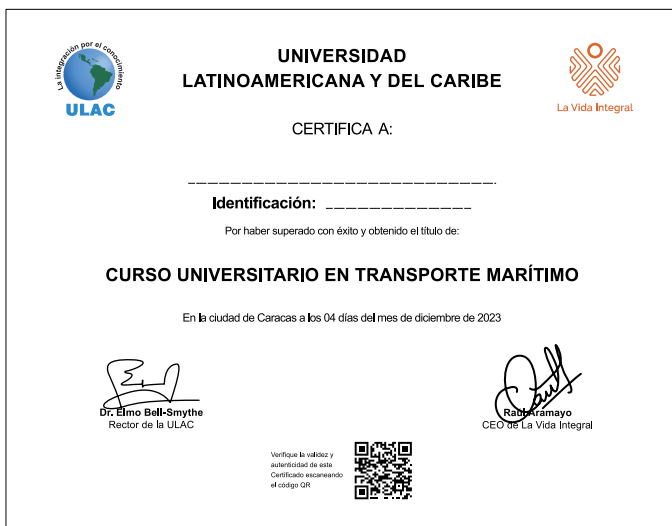 La integración por el conocimiento
ULAC
UNIVERSIDAD
LATINOAMERICANA Y DEL CARIBE
La Vida Integral
CERTIFICA A:
Identificación:
Por haber superado con éxito y obtenido el título de:
CURSO UNIVERSITARIO EN TRANSPORTE MARÍTIMO
En la ciudad de Caracas a los 04 días del mes de diciembre de 2023
Dr. Elmo Bell-Smythe
Rector de la ULAC
Raúl Aramayo
CEO de La Vida Integral
Verifique la validez y
autenticidad de este
Certificado escaneando
el código QR